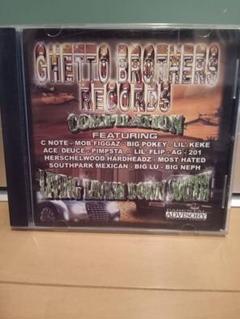 GHETTO BROTHERS
RECORDS
COMPILATION
FEATURING
C NOTE - MOB FIGGAZ - BIG POKEY - LIL' KEKE
ACE DEUCE - PIMPSTA - LIL' FLIP - AG - 201
HERSCHELWOOD HARDHEADZ - MOST HATED
SOUTHPARK MEXICAN - BIG LU - BIG NEPH
ADVISORY